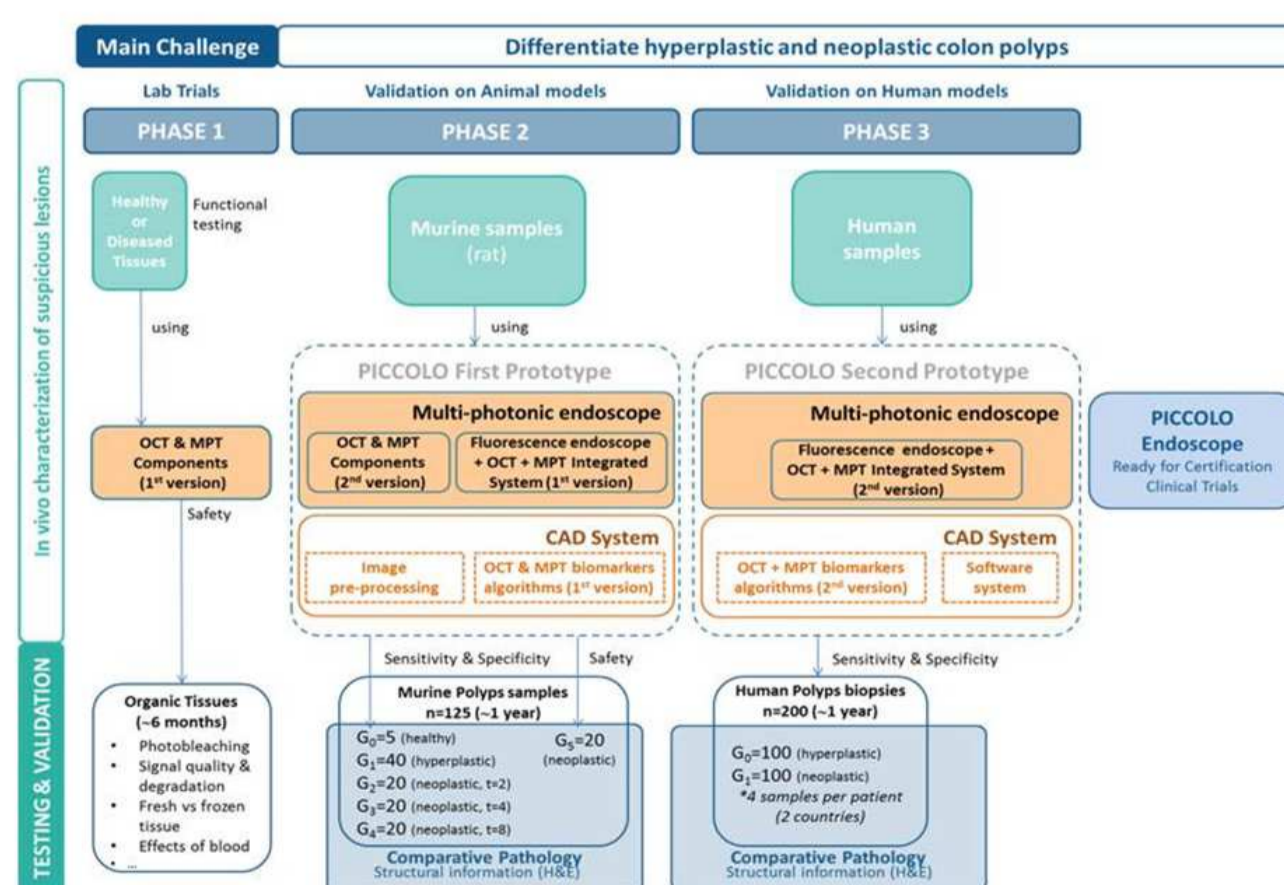 Main Challenge
Differentiate hyperplastic and neoplastic colon polyps
In vivo characterization of suspicious lesions
TESTING & VALIDATION
Lab Trials
PHASE 1
Healthy
or
Diseased
Tissues
Functional
testing
using
OCT & MPT
Components
(1st version)
Safety
Organic Tissues
(~6 months)
• Photobleaching
• Signal quality &
degradation
• Fresh vs frozen
tissue
• Effects of blood
• ...
Validation on Animal models
PHASE 2
Murine samples
(rat)
using
PICCOLO First Prototype
Multi-photonic endoscope
OCT & MPT
Components
(2nd version)
Fluorescence endoscope
+ OCT + MPT Integrated
System (1st version)
CAD System
Image
pre-processing
OCT & MPT biomarkers
algorithms (1st version)
Sensitivity & Specificity
Safety
Murine Polyps samples
n=125 (~1 year)
G0=5 (healthy)
G1=40 (hyperplastic)
G2=20 (neoplastic, t=2)
G3=20 (neoplastic, t=4)
G4=20 (neoplastic, t=8)
G5=20
(neoplastic)
Comparative Pathology
Structural information (H&E)
Validation on Human models
PHASE 3
Human
samples
using
PICCOLO Second Prototype
Multi-photonic endoscope
Fluorescence endoscope +
OCT + MPT Integrated System
(2nd version)
CAD System
OCT + MPT biomarkers
algorithms (2nd version)
Software
system
Sensitivity & Specificity
Human Polyps biopsies
n=200 (~1 year)
G0=100 (hyperplastic)
G1=100 (neoplastic)
*4 samples per patient
(2 countries)
Comparative Pathology
Structural information (H&E)
PICCOLO
Endoscope
Ready for Certification
Clinical Trials